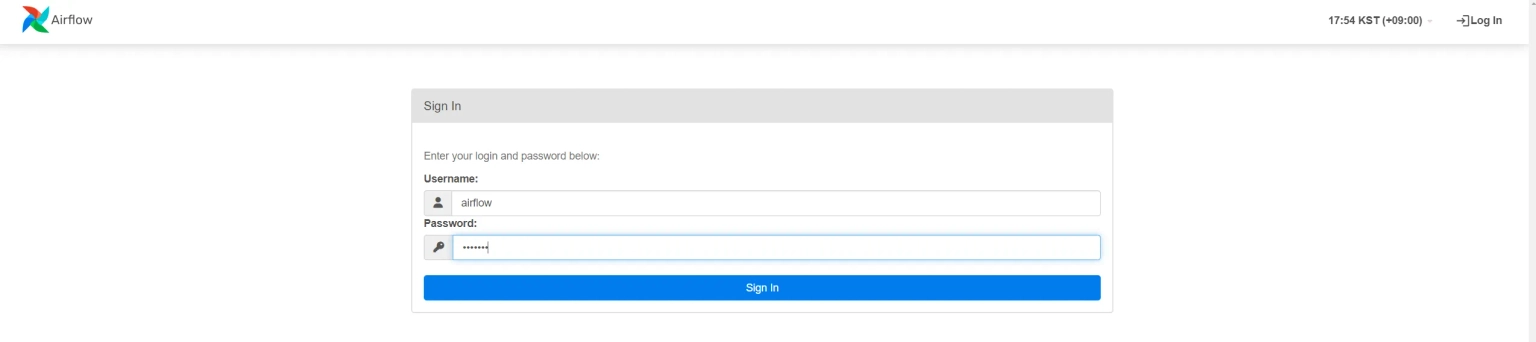 Airflow
17:54 KST (+09:00)
Log In
Sign In
Enter your login and password below:
Username:
airflow
Password:
•••••••
Sign In